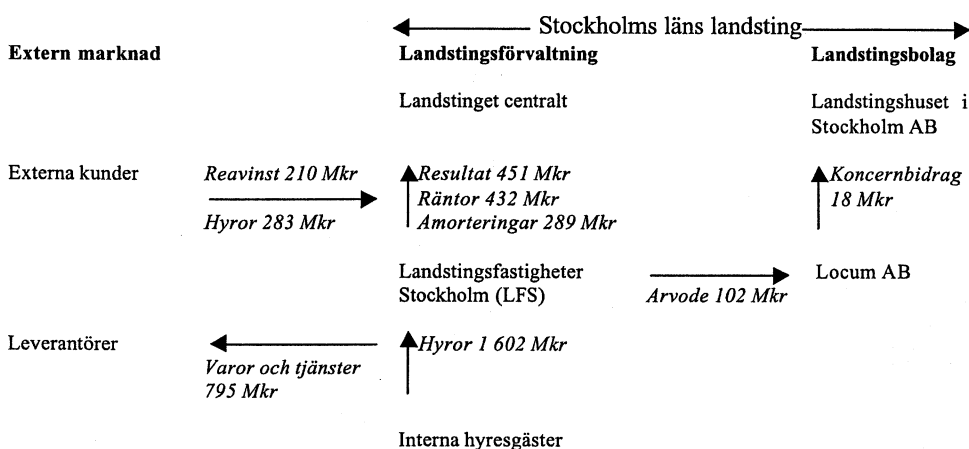 Stockholms läns landsting
Extern marknad Landstingsförvaltning Landstingsbolag
Landstinget centralt Landstingshuset i
Stockholm AB
Externa kunder Reavinst 210 Mkr Resultat 451 Mkr Koncernbidrag
Räntor 432 Mkr 18 Mkr
Hyror 283 Mkr Amorteringar 289 Mkr
Landstingsfastigheter Locum AB
Stockholm (LFS) Arvode 102 Mkr
Leverantörer Hyror 1 602 Mkr
Varor och tjänster
795 Mkr
Interna hyresgäster